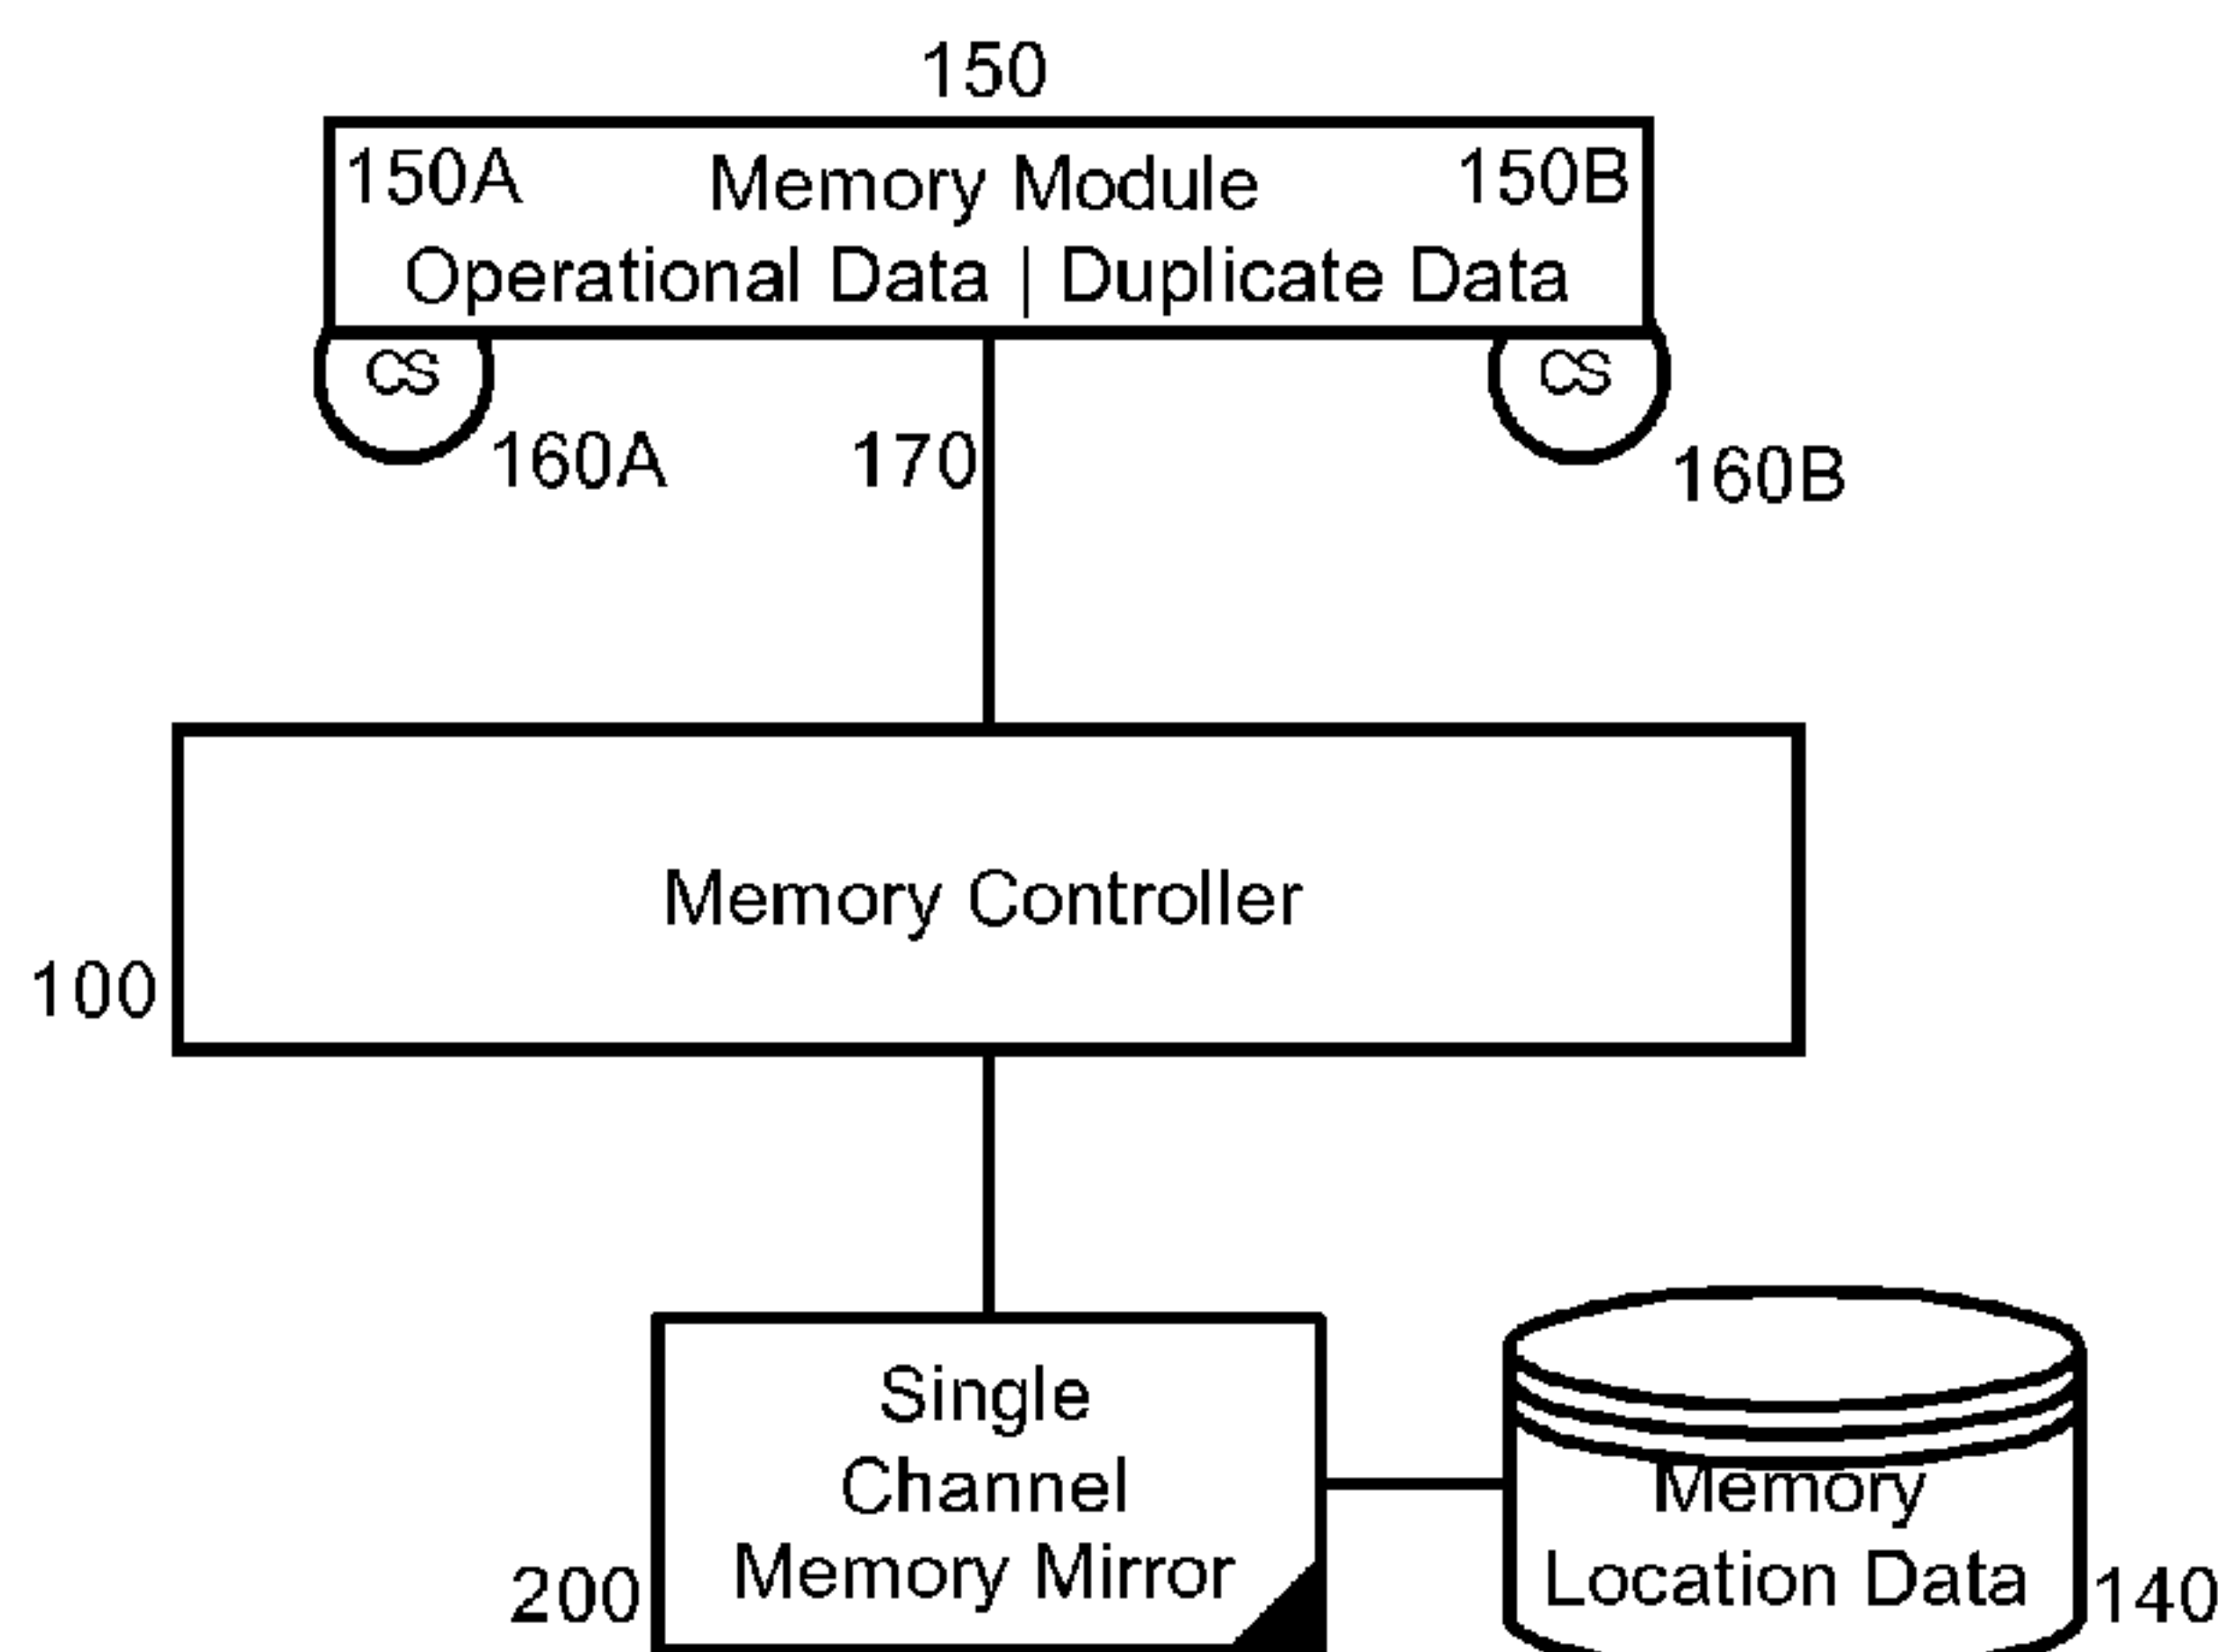 150
150A Memory Module 150B
Operational Data | Duplicate Data
CS CS
160A 170 160B
Memory Controller
100
Single
Channel
Memory Mirror
200
Memory
Location Data
140